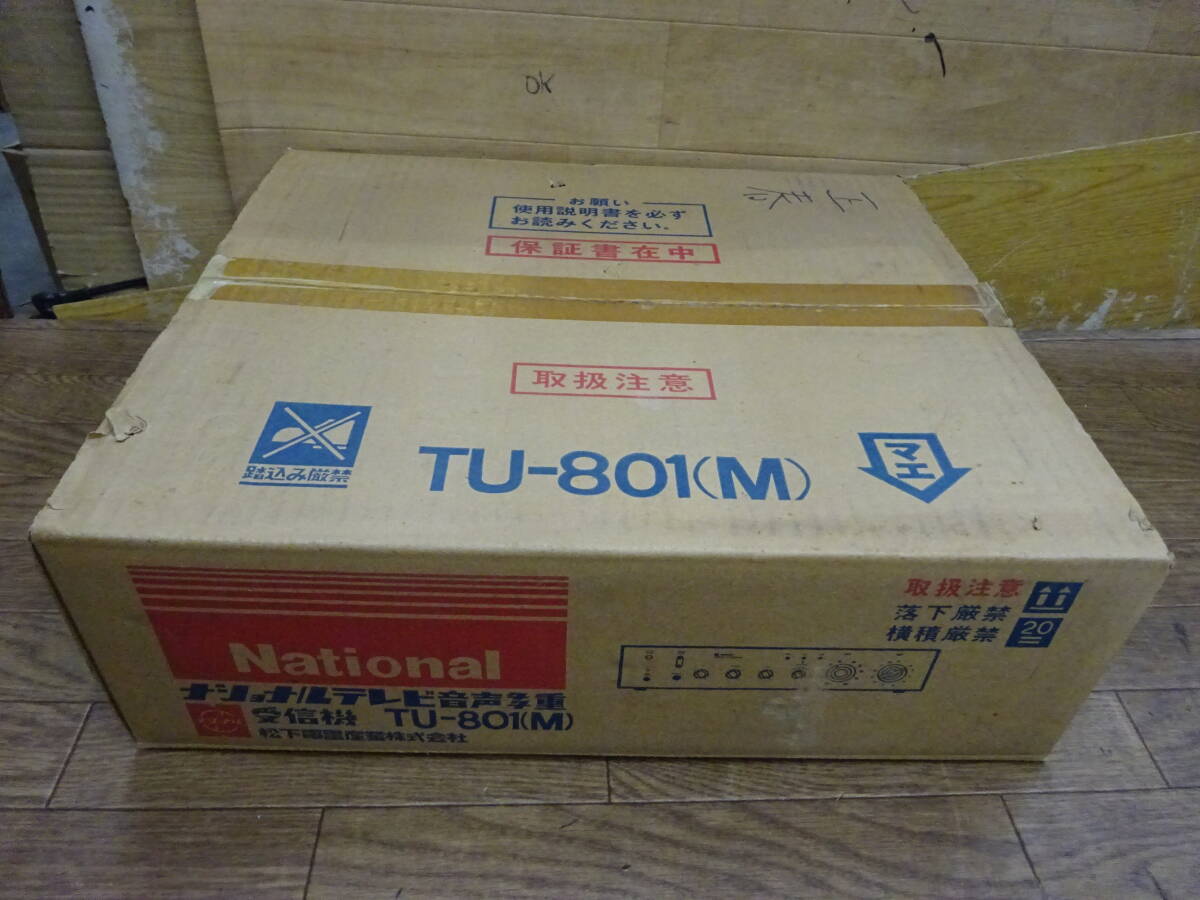 OK
お願い
使用説明書を必ず
お読みください。
保証書在中
取扱注意
踏込み厳禁
TU-801(M)
マエ
National
ナショナルテレビ音声多重
受信機 TU-801(M)
松下電器産業株式会社
取扱注意
落下厳禁
横積厳禁
20